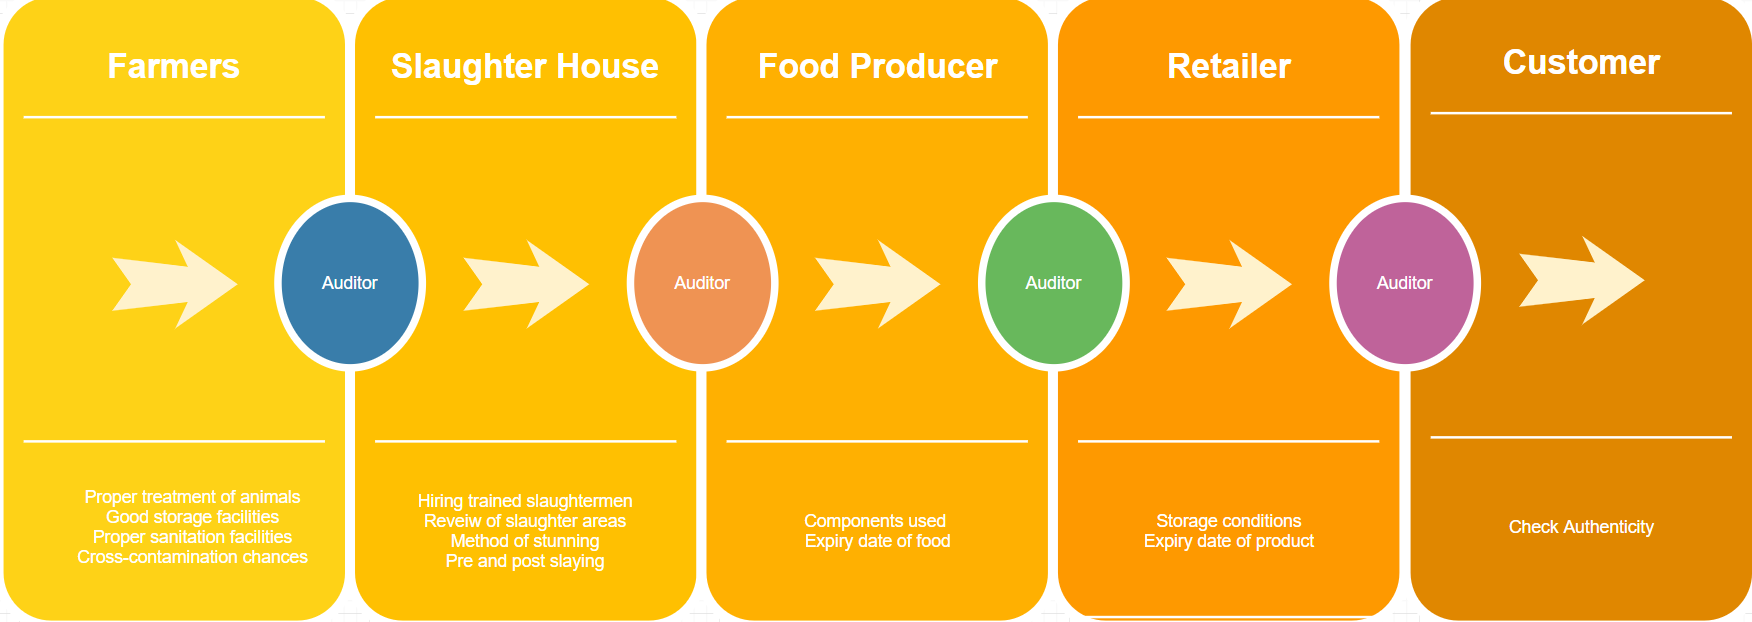 Farmers
Slaughter House
Food Producer
Retailer
Customer
Auditor
Auditor
Auditor
Auditor
Proper treatment of animals
Good storage facilities
Proper sanitation facilities
Cross-contamination chances
Hiring trained slaughtermen
Reveiw of slaughter areas
Method of stunning
Pre and post slaying
Components used
Expiry date of food
Storage conditions
Expiry date of product
Check Authenticity